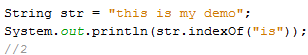 String str = "this is my demo";
System.out.println(str.indexOf("is"));
//2